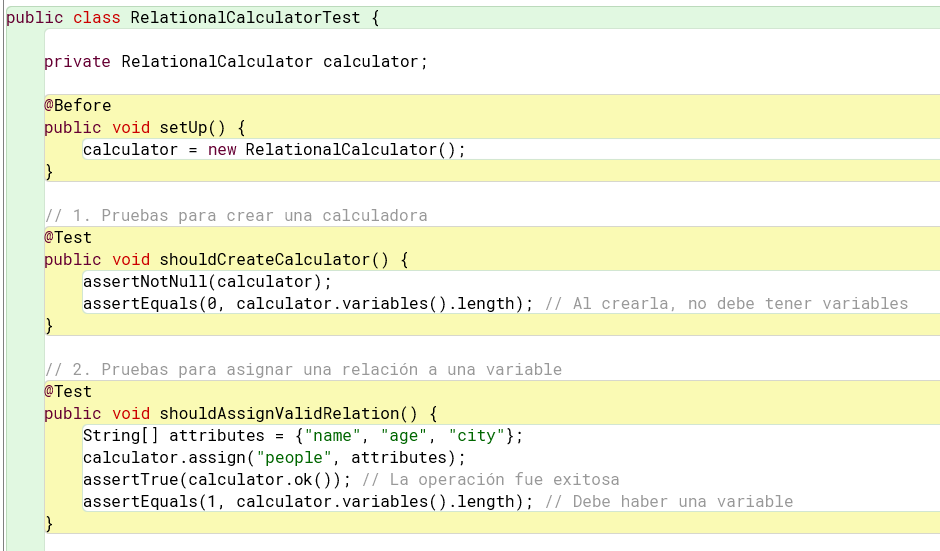 public class RelationalCalculatorTest {
private RelationalCalculator calculator;
@Before
public void setUp() {
calculator = new RelationalCalculator();
}
// 1. Pruebas para crear una calculadora
@Test
public void shouldCreateCalculator() {
assertNotNull(calculator);
assertEquals(0, calculator.variables().length); // Al crearla, no debe tener variables
}
// 2. Pruebas para asignar una relación a una variable
@Test
public void shouldAssignValidRelation() {
String[] attributes = {"name", "age", "city"};
calculator.assign("people", attributes);
assertTrue(calculator.ok()); // La operación fue exitosa
assertEquals(1, calculator.variables().length); // Debe haber una variable
}